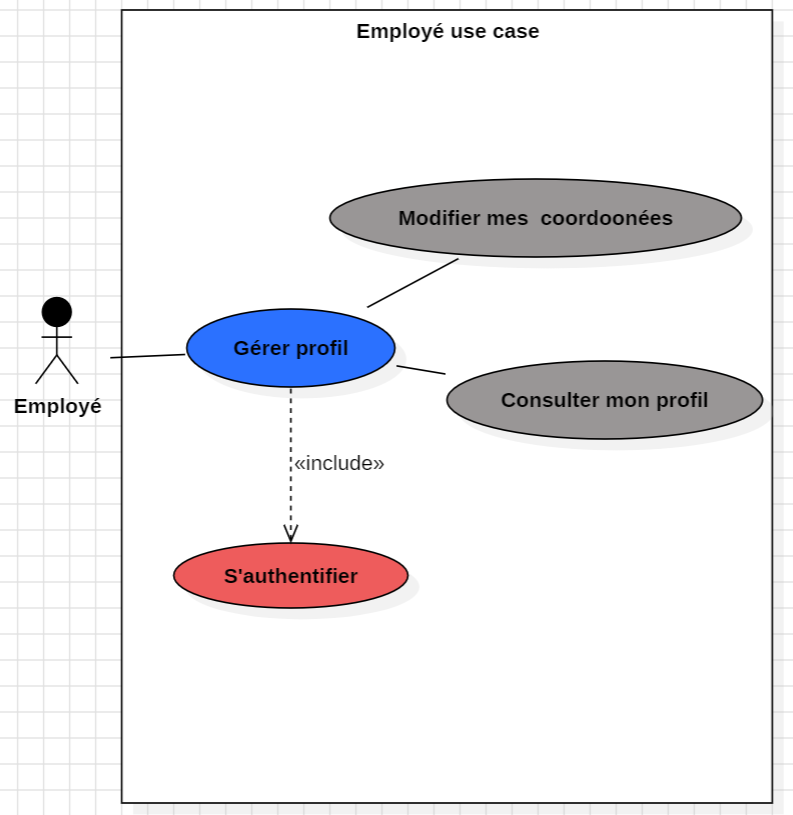 Employé use case
Modifier mes  coordoonées
Gérer profil
Employé
Consulter mon profil
«include»
S'authentifier